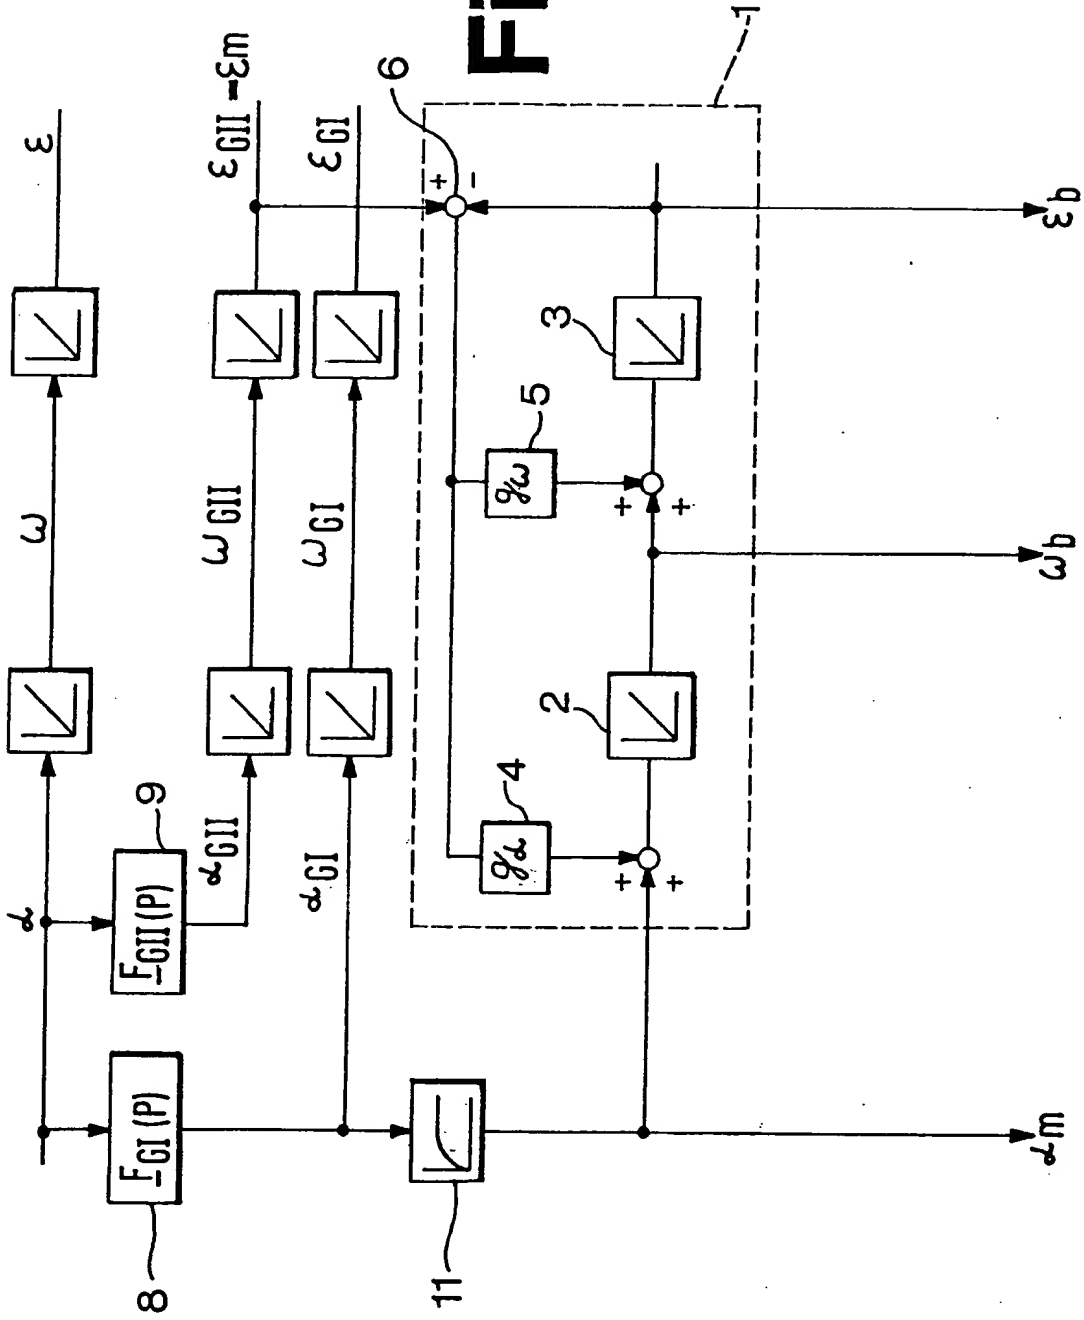 Fi
ε
ω
α
εGII = εm
ωGII
αGII
9
FGII(P)
εGI
ωGI
αGI
FGI(P)
8
6
+
-
1
gω
5
gα
4
3
2
+
+
+
+
11
εb
ωb
αm